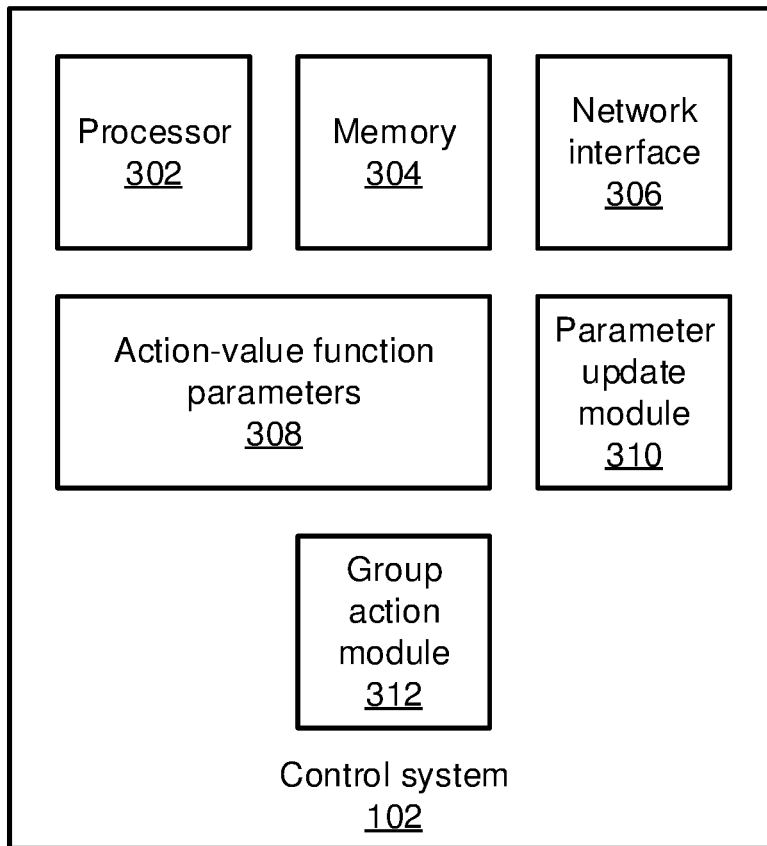 Processor
302
Memory
304
Network
interface
306
Action-value function
parameters
308
Parameter
update
module
310
Group
action
module
312
Control system
102